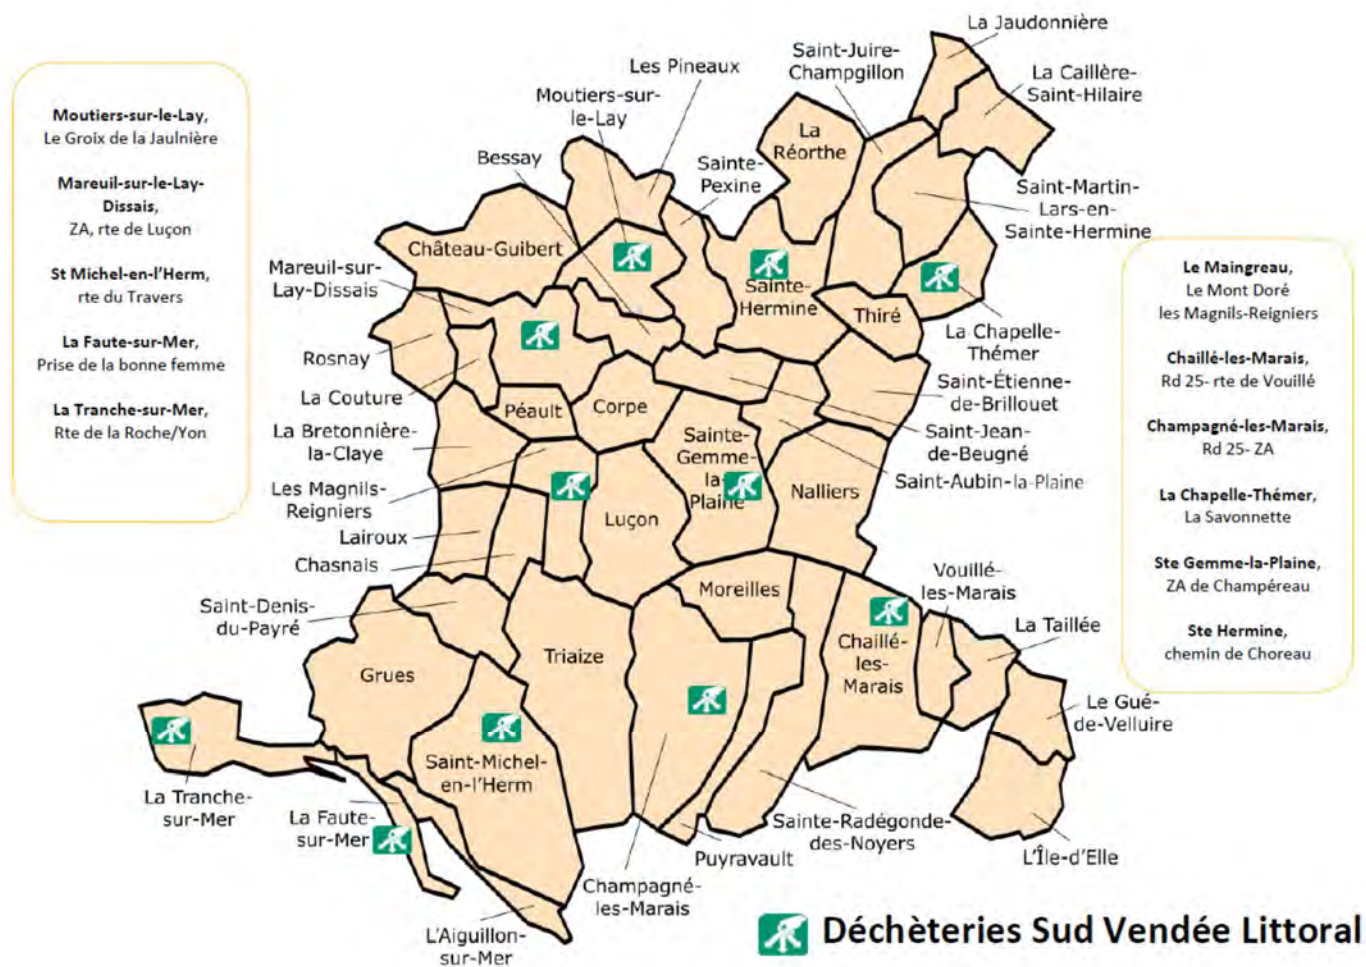 Moutiers-sur-le-Lay,
Le Groix de la Jaulnière
Mareuil-sur-le-Lay-
Dissais,
ZA, rte de Luçon
St Michel-en-l'Herm,
rte du Travers
La Faute-sur-Mer,
Prise de la bonne femme
La Tranche-sur-Mer,
Rte de la Roche/Yon
La Jaudonnière
Saint-Juire-
Champgillon
La Caillère-
Saint-Hilaire
Les Pineaux
Moutiers-sur-
le-Lay
La
Réorthe
Bessay
Sainte-
Pexine
Saint-Martin-
Lars-en-
Sainte-Hermine
Château-Guibert
Mareuil-sur-
Lay-Dissais
Sainte-
Hermine
Thiré
La Chapelle-
Thémer
Rosnay
La Couture
Péault
Corpe
Saint-Étienne-
de-Brillouet
Saint-Jean-
de-Beugné
La Bretonnière-
la-Claye
Sainte-
Gemme-
la-
Plaine
Saint-Aubin-la-Plaine
Nalliers
Les Magnils-
Reigniers
Luçon
Lairoux
Chasnais
Moreilles
Vouillé-
les-Marais
Saint-Denis-
du-Payré
La Taillée
Triaize
Chaillé-
les-
Marais
Grues
Le Gué-
de-Velluire
Saint-Michel-
en-l'Herm
La Tranche-
sur-Mer
La Faute-
sur-Mer
Sainte-Radégonde-
des-Noyers
Puyravault
L'Île-d'Elle
Champagné-
les-Marais
L'Aiguillon-
sur-Mer
Le Maingreau,
Le Mont Doré
les Magnils-Reigniers
Chaillé-les-Marais,
Rd 25- rte de Vouillé
Champagné-les-Marais,
Rd 25- ZA
La Chapelle-Thémer,
La Savonnette
Ste Gemme-la-Plaine,
ZA de Champéreau
Ste Hermine,
chemin de Choreau
Déchèteries Sud Vendée Littoral